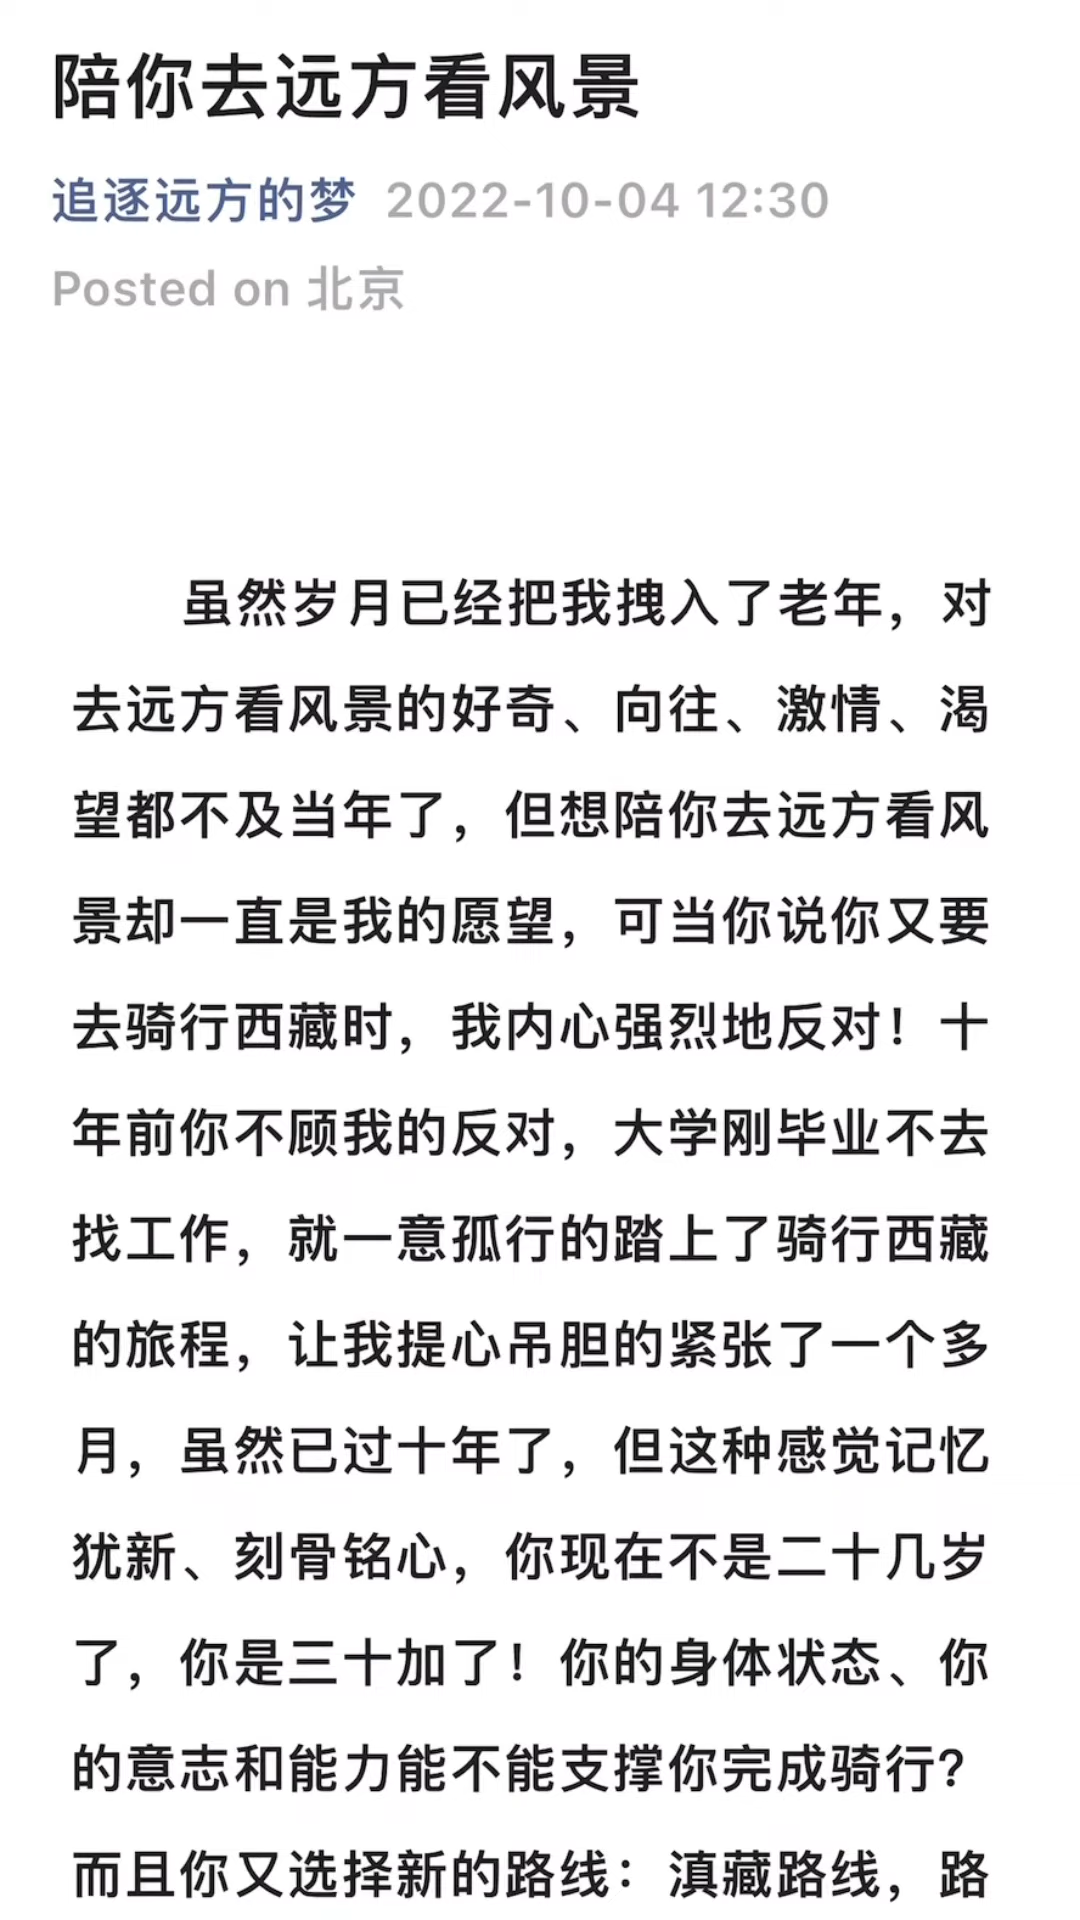 陪你去远方看风景
追逐远方的梦 2022-10-04 12:30
Posted on 北京
虽然岁月已经把我拽入了老年，对
去远方看风景的好奇、向往、激情、渴
望都不及当年了，但想陪你去远方看风
景却一直是我的愿望，可当你说你又要
去骑行西藏时，我内心强烈地反对！十
年前你不顾我的反对，大学刚毕业不去
找工作，就一意孤行的踏上了骑行西藏
的旅程，让我提心吊胆的紧张了一个多
月，虽然已过十年了，但这种感觉记忆
犹新、刻骨铭心，你现在不是二十几岁
了，你是三十加了！你的身体状态、你
的意志和能力能不能支撑你完成骑行？
而且你又选择新的路线：滇藏路线，路